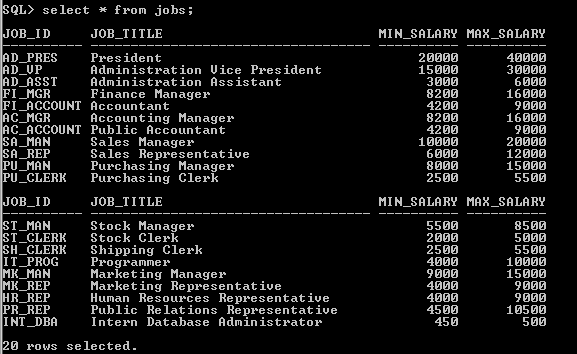 SQL> select * from jobs;
JOB_ID     JOB_TITLE                           MIN_SALARY MAX_SALARY
---------- ----------------------------------- ---------- ----------
AD_PRES    President                                20000      40000
AD_VP      Administration Vice President            15000      30000
AD_ASST    Administration Assistant                  3000       6000
FI_MGR     Finance Manager                           8200      16000
FI_ACCOUNT Accountant                                4200       9000
AC_MGR     Accounting Manager                        8200      16000
AC_ACCOUNT Public Accountant                         4200       9000
SA_MAN     Sales Manager                            10000      20000
SA_REP     Sales Representative                      6000      12000
PU_MAN     Purchasing Manager                        8000      15000
PU_CLERK   Purchasing Clerk                          2500       5500
JOB_ID     JOB_TITLE                           MIN_SALARY MAX_SALARY
---------- ----------------------------------- ---------- ----------
ST_MAN     Stock Manager                             5500       8500
ST_CLERK   Stock Clerk                               2000       5000
SH_CLERK   Shipping Clerk                            2500       5500
IT_PROG    Programmer                                4000      10000
MK_MAN     Marketing Manager                         9000      15000
MK_REP     Marketing Representative                  4000       9000
HR_REP     Human Resources Representative            4000       9000
PR_REP     Public Relations Representative           4500      10500
INT_DBA    Intern Database Administrator              450        500
20 rows selected.